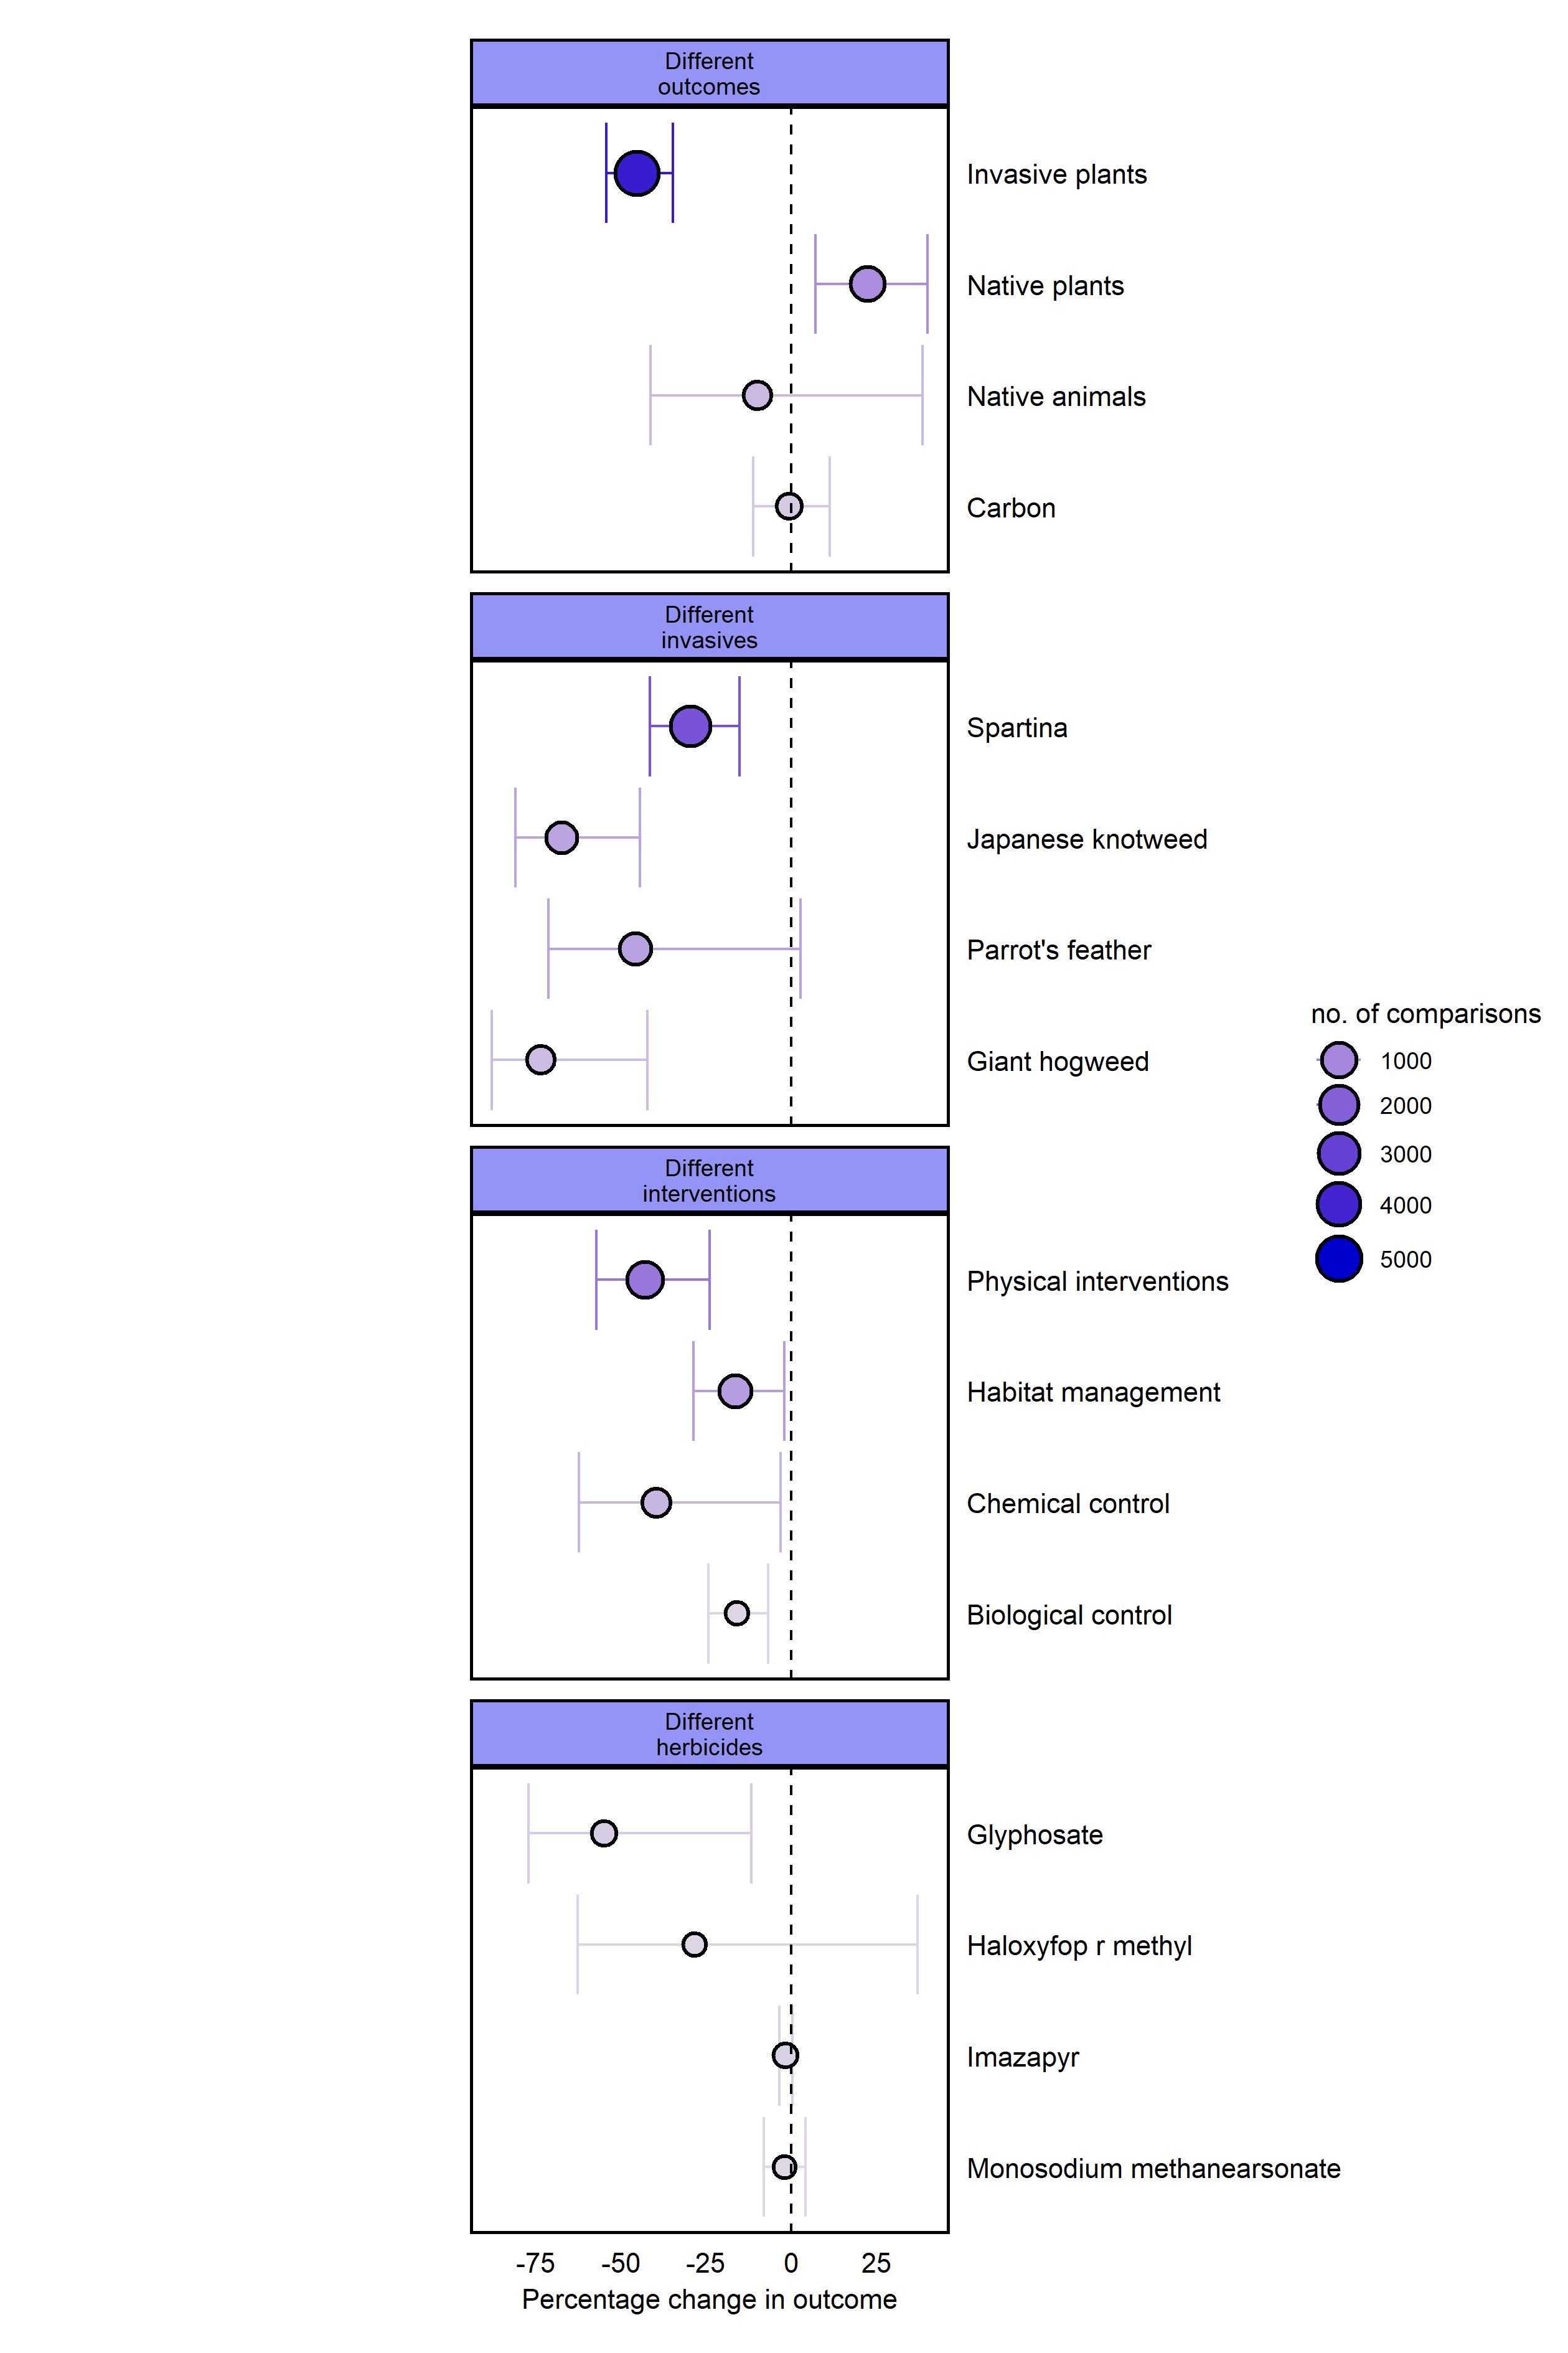 Different
outcomes
Invasive plants
Native plants
Native animals
Carbon
Different
invasives
Spartina
Japanese knotweed
Parrot's feather
Giant hogweed
no. of comparisons
1000
2000
3000
4000
5000
Different
interventions
Physical interventions
Habitat management
Chemical control
Biological control
Different
herbicides
Glyphosate
Haloxyfop r methyl
Imazapyr
Monosodium methanearsonate
-75 -50 -25 0 25
Percentage change in outcome